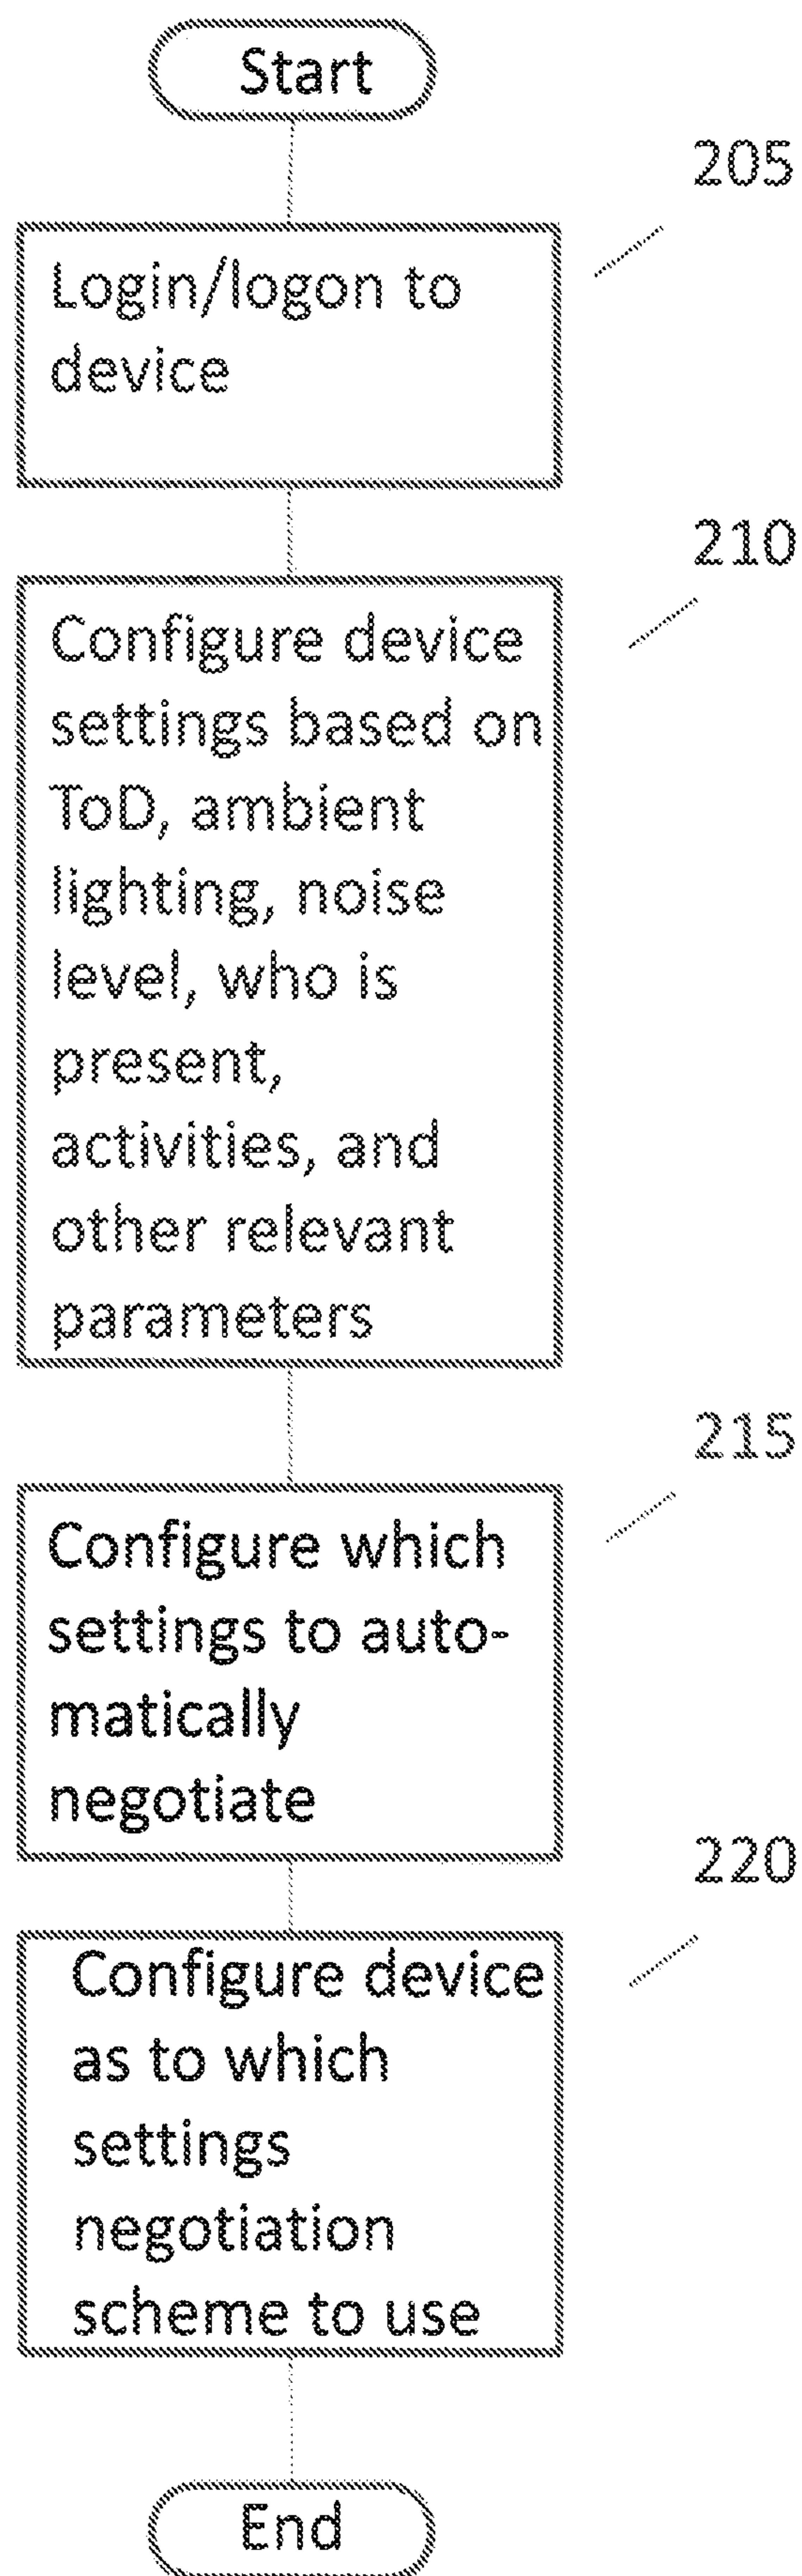 Start
205
Login/logon to
device
210
Configure device
settings based on
ToD, ambient
lighting, noise
level, who is
present,
activities, and
other relevant
parameters
215
Configure which
settings to auto-
matically
negotiate
220
Configure device
as to which
settings
negotiation
scheme to use
End